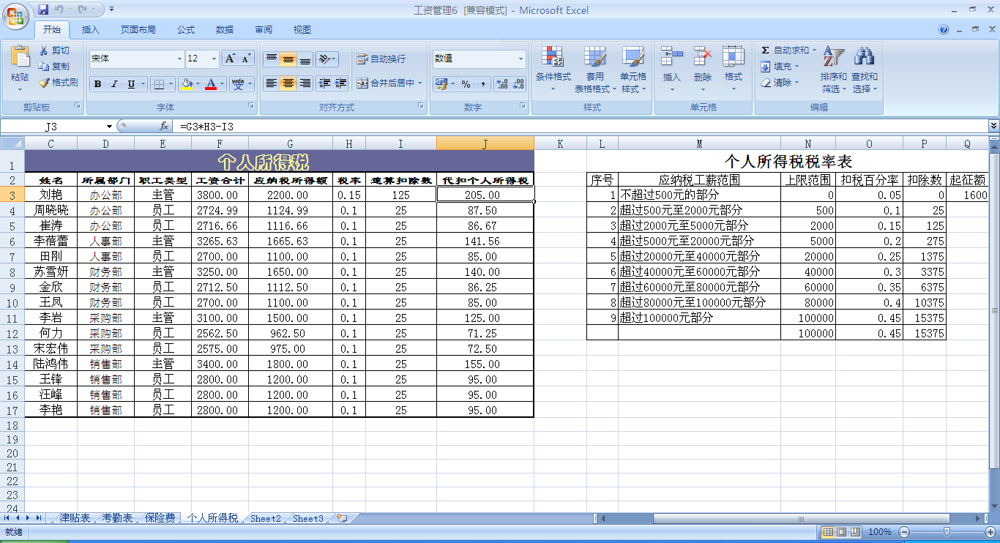 工资管理6 [兼容模式] - Microsoft Excel
开始 插入 页面布局 公式 数据 审阅 视图
粘贴 剪切 复制 格式刷
宋体 12
B I U
自动换行
合并后居中
数值
条件格式 套用表格格式 单元格样式
插入 删除 格式
Σ 自动求和 填充 清除
排序和筛选 查找和选择
剪贴板 字体 对齐方式 数字 样式 单元格 编辑
J3 fx =G3*H3-I3
C D E F G H I J K L M N O P Q
1 个人所得税 个人所得税税率表
2 姓名 所属部门 职工类型 工资合计 应纳税所得额 税率 速算扣除数 代扣个人所得税 序号 应纳税工薪范围 上限范围 扣税百分率 扣除数 起征额
3 刘艳 办公部 主管 3800.00 2200.00 0.15 125 205.00 1 不超过500元的部分 0 0.05 0 1600
4 周晓晓 办公部 员工 2724.99 1124.99 0.1 25 87.50 2 超过500元至2000元部分 500 0.1 25
5 崔涛 办公部 员工 2716.66 1116.66 0.1 25 86.67 3 超过2000元至5000元部分 2000 0.15 125
6 李蓓蕾 人事部 主管 3265.63 1665.63 0.1 25 141.56 4 超过5000元至20000元部分 5000 0.2 275
7 田刚 人事部 员工 2700.00 1100.00 0.1 25 85.00 5 超过20000元至40000元部分 20000 0.25 1375
8 苏雪妍 财务部 主管 3250.00 1650.00 0.1 25 140.00 6 超过40000元至60000元部分 40000 0.3 3375
9 金欣 财务部 员工 2712.50 1112.50 0.1 25 86.25 7 超过60000元至80000元部分 60000 0.35 6375
10 王凤 财务部 员工 2700.00 1100.00 0.1 25 85.00 8 超过80000元至100000元部分 80000 0.4 10375
11 李岩 采购部 主管 3100.00 1500.00 0.1 25 125.00 9 超过100000元部分 100000 0.45 15375
12 何力 采购部 员工 2562.50 962.50 0.1 25 71.25 100000 0.45 15375
13 宋宏伟 采购部 员工 2575.00 975.00 0.1 25 72.50
14 陆鸿伟 销售部 主管 3400.00 1800.00 0.1 25 155.00
15 王锋 销售部 员工 2800.00 1200.00 0.1 25 95.00
16 汪峰 销售部 员工 2800.00 1200.00 0.1 25 95.00
17 李艳 销售部 员工 2800.00 1200.00 0.1 25 95.00
18
19
20
21
22
23
24
津贴表 考勤表 保险费 个人所得税 Sheet2 Sheet3
就绪 100%